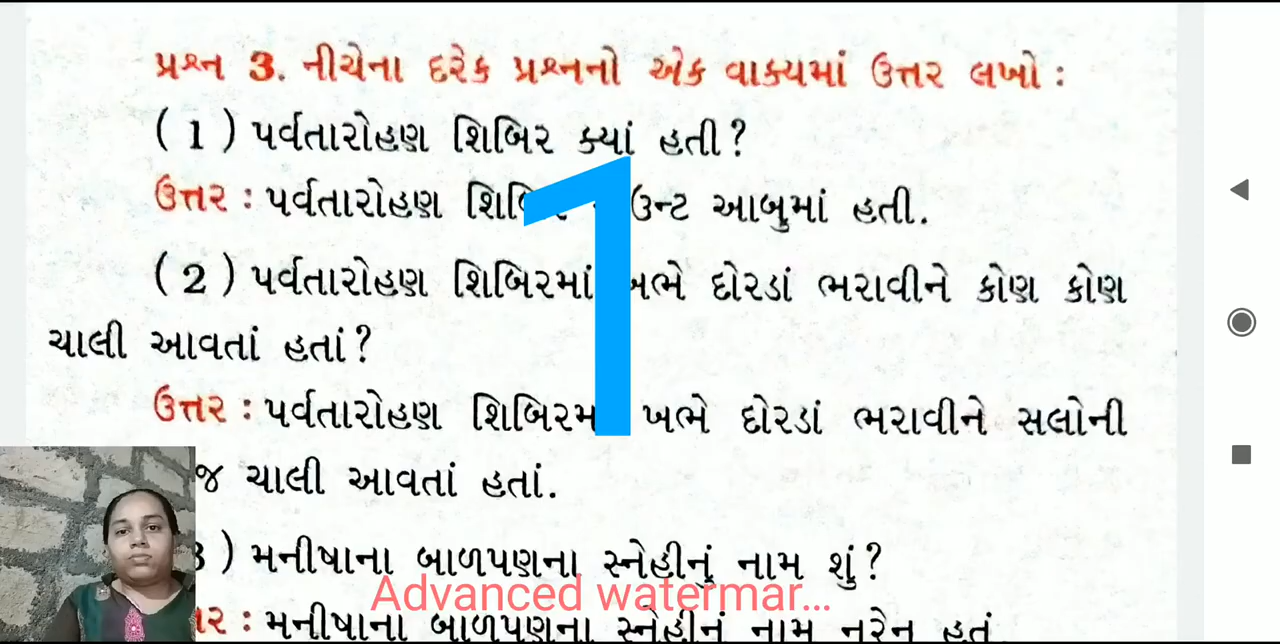 પ્રશ્ન 3. નીચેના દરેક પ્રશ્નનો એક વાક્યમાં ઉત્તર લખો :
( 1 ) પર્વતારોહણ શિબિર ક્યાં હતી?
ઉત્તર : પર્વતારોહણ આબુમાં હતી.
( 2 ) પર્વતારોહણ શિબિરમાં ખભે દોરડાં ભરાવીને કોણ કોણ
ચાલી આવતાં હતાં?
ઉત્તર : પર્વતારોહણ ખભે દોરડાં ભરાવીને સલોની
ચાલી આવતાં હતાં.
) મનીષાના બાળપણના સ્નેહીનું નામ શું?
મનીષાના બાળપણના સ્નેહીનું નામ નરેન હતું
1
Advanced watermar...